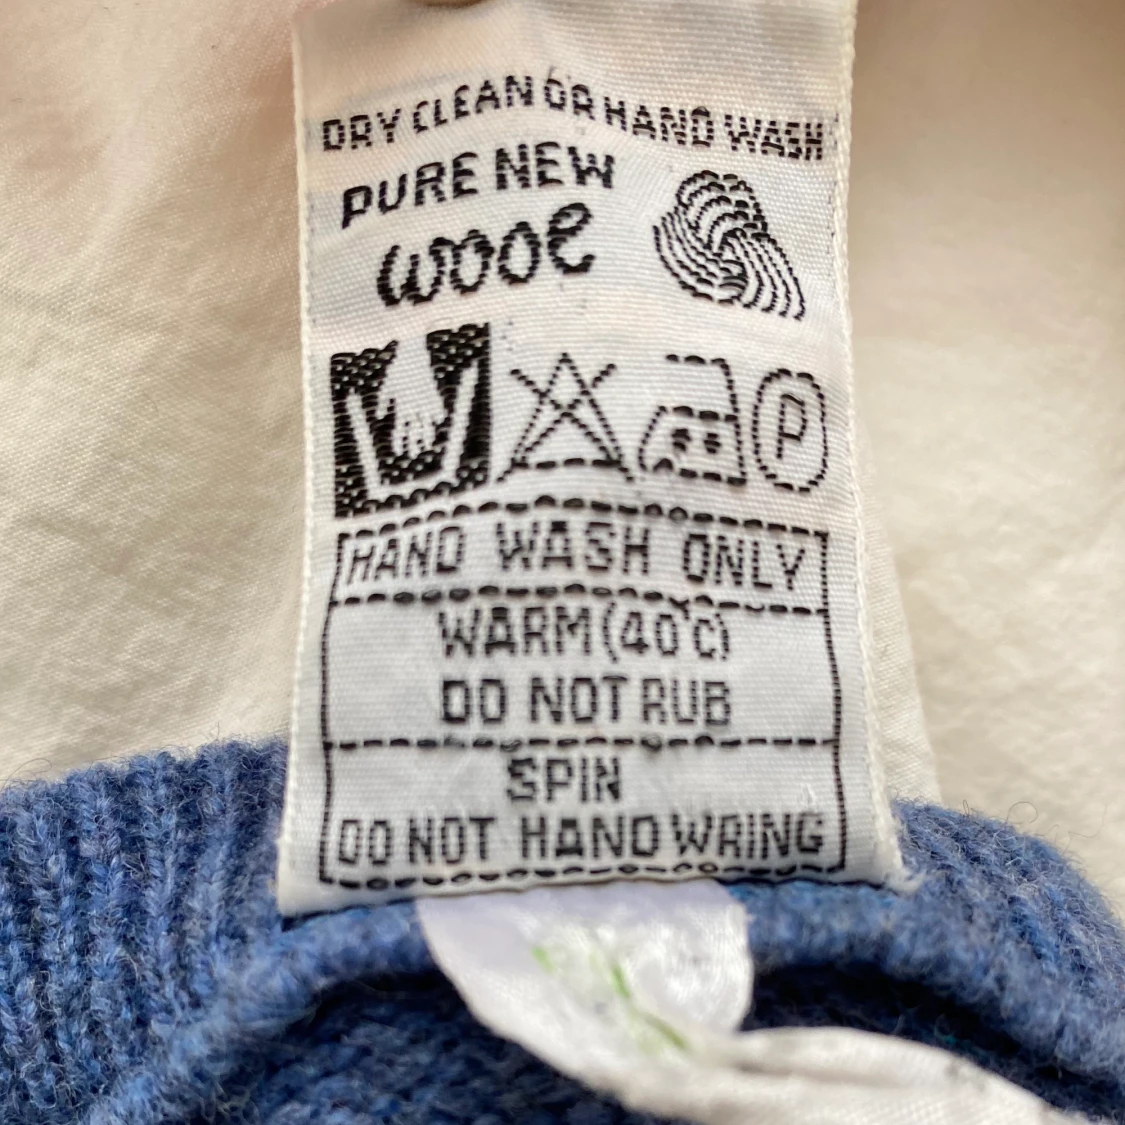 DRY CLEAN OR HAND WASH
PURE NEW
wool
P
HAND WASH ONLY
WARM (40°C)
DO NOT RUB
SPIN
DO NOT HAND WRING